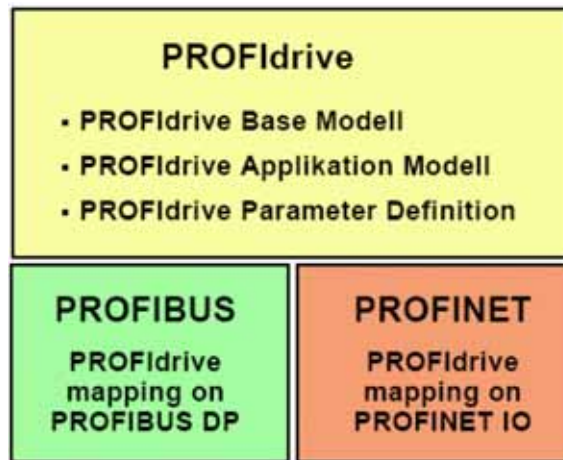 PROFIdrive
▪ PROFIdrive Base Modell
▪ PROFIdrive Applikation Modell
▪ PROFIdrive Parameter Definition
PROFIBUS
PROFIdrive
mapping on
PROFIBUS DP
PROFINET
PROFIdrive
mapping on
PROFINET IO